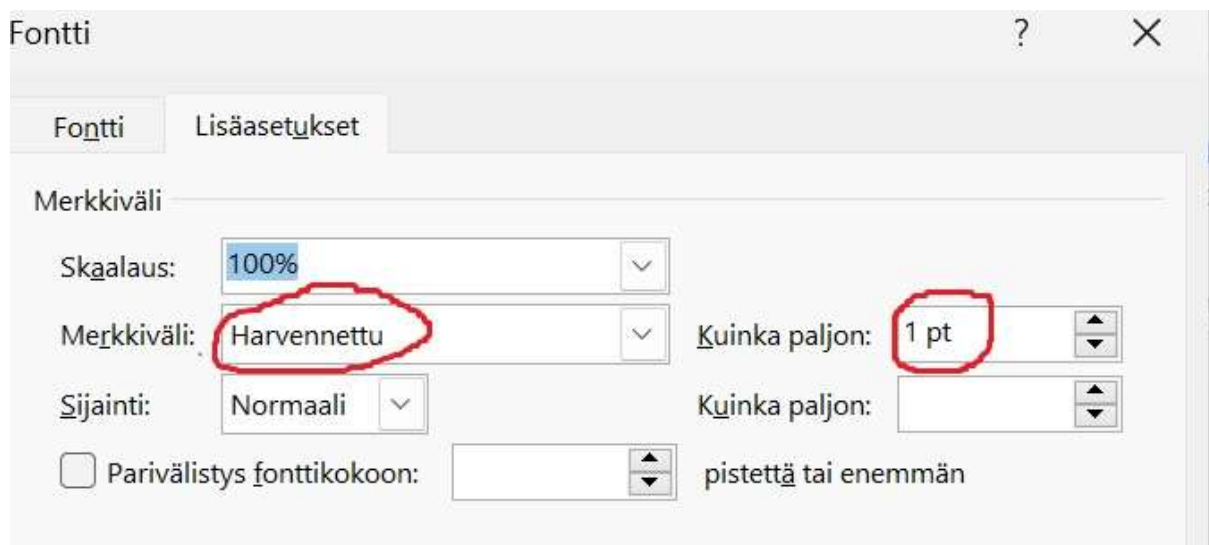 Fontti ?
Fontti Lisäasetukset
Merkkiväli
Skaalaus: 100%
Merkkiväli: Harvennettu Kuinka paljon: 1 pt
Sijainti: Normaali Kuinka paljon:
Parivälistys fonttikokoon: pistettä tai enemmän